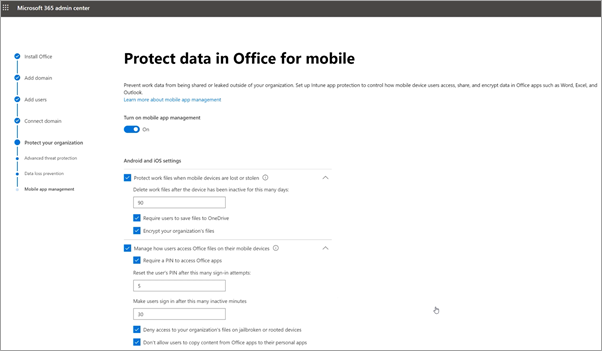 Microsoft 365 admin center
Install Office
Add domain
Add users
Connect domain
Protect your organization
Advanced threat protection
Data loss prevention
Mobile app management
Protect data in Office for mobile
Prevent work data from being shared or leaked outside of your organization. Set up Intune app protection to control how mobile device users access, share, and encrypt data in Office apps such as Word, Excel, and
Outlook.
Learn more about mobile app management
Turn on mobile app management
On
Android and iOS settings
Protect work files when mobile devices are lost or stolen
Delete work files after the device has been inactive for this many days:
90
Require users to save files to OneDrive
Encrypt your organization's files
Manage how users access Office files on their mobile devices
Require a PIN to access Office apps
Reset the user's PIN after this many sign-in attempts:
5
Make users sign in after this many inactive minutes
30
Deny access to your organization's files on jailbroken or rooted devices
Don't allow users to copy content from Office apps to their personal apps